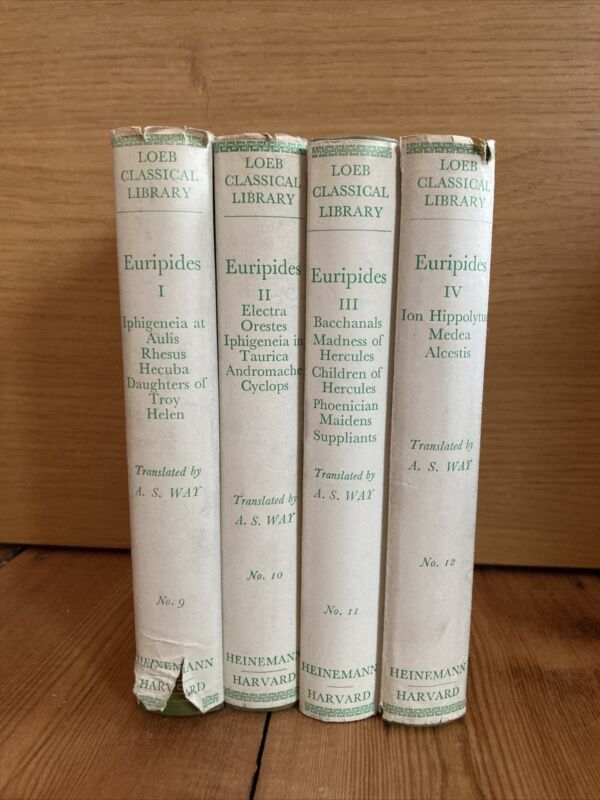 LOEB
CLASSICAL
LIBRARY
Euripides
I
Iphigeneia at
Aulis
Rhesus
Hecuba
Daughters of
Troy
Helen
Translated by
A. S. WAY
No. 9
HEINEMANN
HARVARD
LOEB
CLASSICAL
LIBRARY
Euripides
II
Electra
Orestes
Iphigeneia in
Taurica
Andromache
Cyclops
Translated by
A. S. WAY
No. 10
HEINEMANN
HARVARD
LOEB
CLASSICAL
LIBRARY
Euripides
III
Bacchanals
Madness of
Hercules
Children of
Hercules
Phoenician
Maidens
Suppliants
Translated by
A. S. WAY
No. 11
HEINEMANN
HARVARD
LOEB
CLASSICAL
LIBRARY
Euripides
IV
Ion Hippolytus
Medea
Alcestis
Translated by
A. S. WAY
No. 12
HEINEMANN
HARVARD